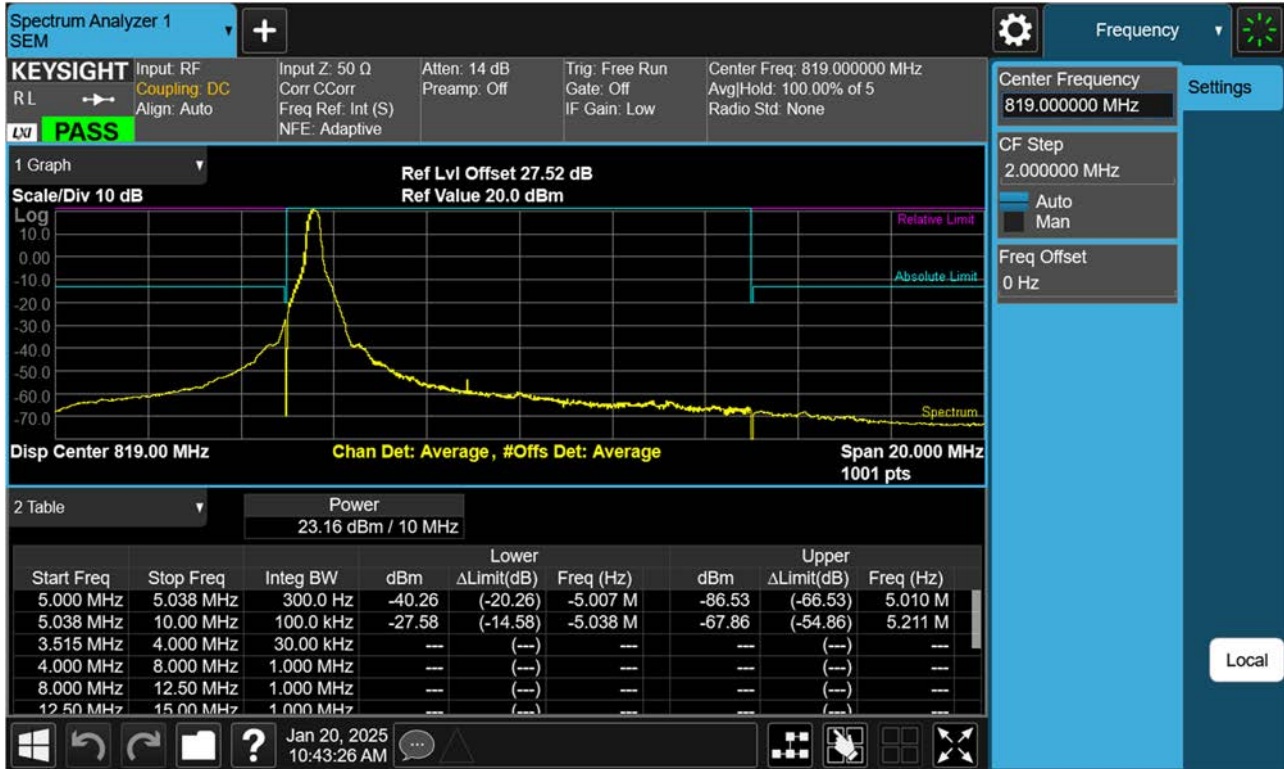 Spectrum Analyzer 1
SEM
Frequency
KEYSIGHT
RL
LXI
PASS
Input: RF
Coupling: DC
Align: Auto
Input Z: 50 Ω
Corr CCorr
Freq Ref: Int (S)
NFE: Adaptive
Atten: 14 dB
Preamp: Off
Trig: Free Run
Gate: Off
IF Gain: Low
Center Freq: 819.000000 MHz
Avg|Hold: 100.00% of 5
Radio Std: None
Center Frequency
819.000000 MHz
Settings
CF Step
2.000000 MHz
Auto
Man
Freq Offset
0 Hz
Local
1 Graph
Scale/Div 10 dB
Ref Lvl Offset 27.52 dB
Ref Value 20.0 dBm
Log
10.0
0.00
-10.0
-20.0
-30.0
-40.0
-50.0
-60.0
-70.0
Relative Limit
Absolute Limit
Spectrum
Disp Center 819.00 MHz
Chan Det: Average, #Offs Det: Average
Span 20.000 MHz
1001 pts
2 Table
Power
23.16 dBm / 10 MHz
Lower Upper
Start Freq Stop Freq Integ BW dBm ΔLimit(dB) Freq (Hz) dBm ΔLimit(dB) Freq (Hz)
5.000 MHz 5.038 MHz 300.0 Hz -40.26 (-20.26) -5.007 M -86.53 (-66.53) 5.010 M
5.038 MHz 10.00 MHz 100.0 kHz -27.58 (-14.58) -5.038 M -67.86 (-54.86) 5.211 M
3.515 MHz 4.000 MHz 30.00 kHz --- (---) --- --- (---) ---
4.000 MHz 8.000 MHz 1.000 MHz --- (---) --- --- (---) ---
8.000 MHz 12.50 MHz 1.000 MHz --- (---) --- --- (---) ---
12.50 MHz 15.00 MHz 1.000 MHz --- (---) --- --- (---) ---
?
Jan 20, 2025
10:43:26 AM